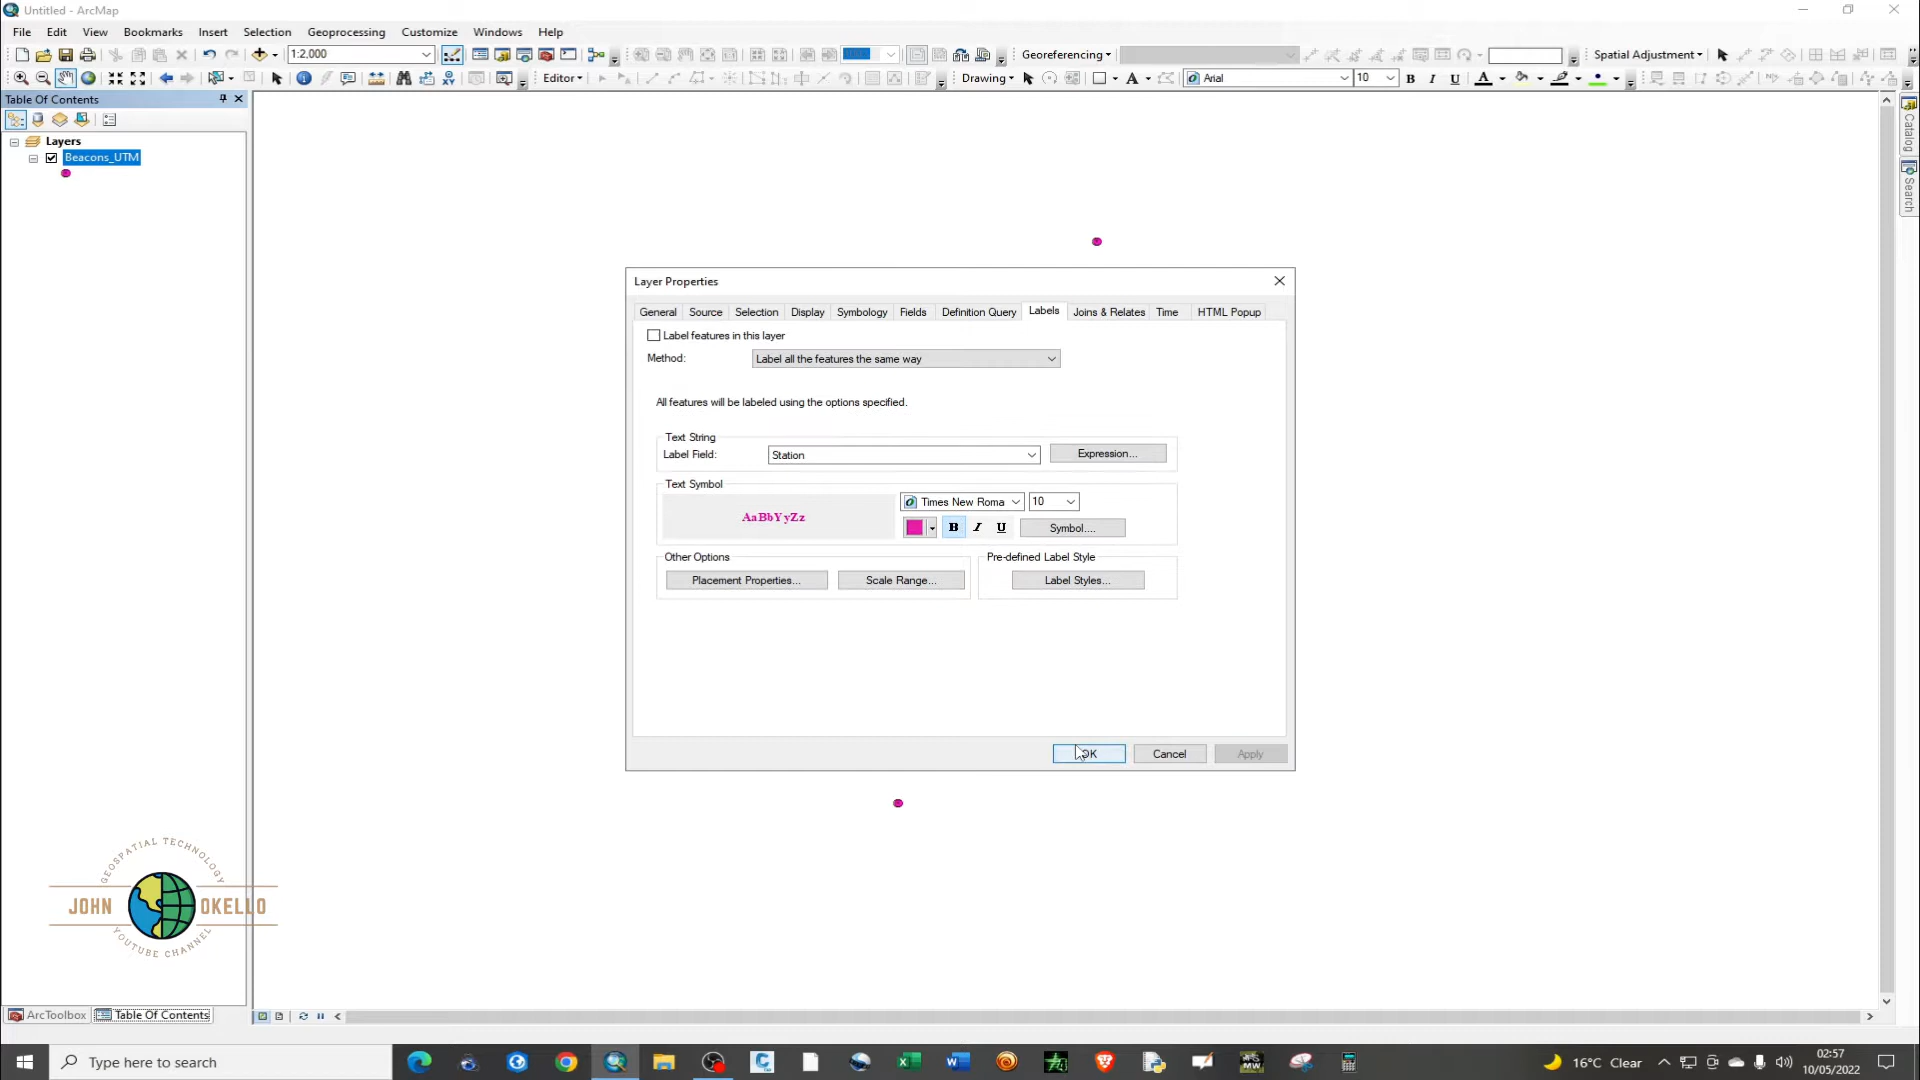 Untitled - ArcMap
File Edit View Bookmarks Insert Selection Geoprocessing Customize Windows Help
1:2,000 Georeferencing Spatial Adjustment
Editor Drawing A Arial 10 B I U A
Table Of Contents
Layers
Beacons_UTM
Catalog
Search
Layer Properties
General Source Selection Display Symbology Fields Definition Query Labels Joins & Relates Time HTML Popup
Label features in this layer
Method: Label all the features the same way
All features will be labeled using the options specified.
Text String
Label Field: Station Expression...
Text Symbol
AaBbYyZz Times New Roma 10
B I U Symbol....
Other Options Pre-defined Label Style
Placement Properties... Scale Range... Label Styles...
OK Cancel Apply
GEOSPATIAL TECHNOLOGY
JOHN OKELLO
YOUTUBE CHANNEL
ArcToolbox Table Of Contents
Type here to search
16°C Clear
02:57
10/05/2022